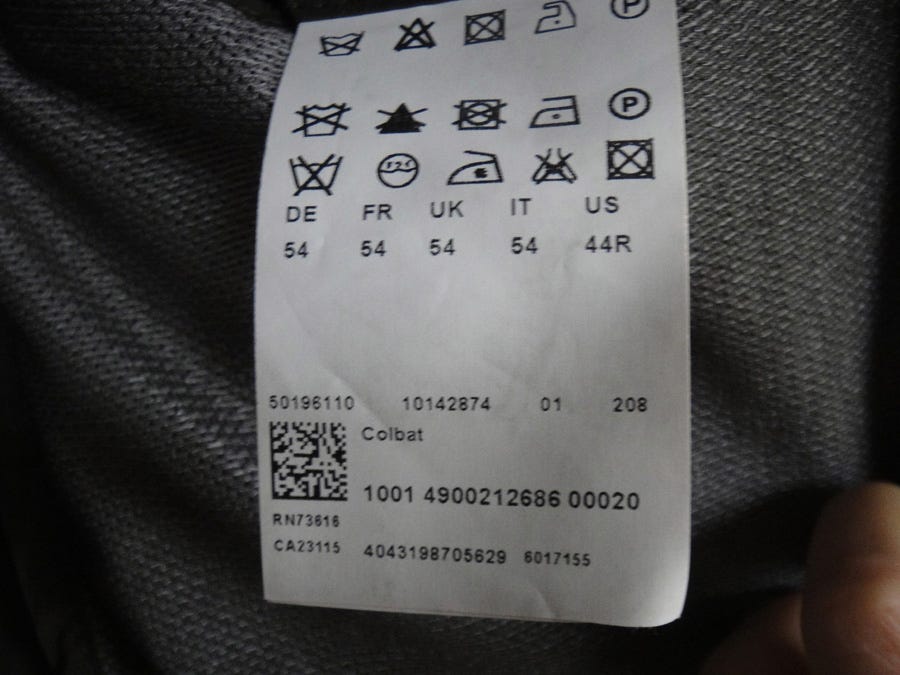 P
P
DE FR UK IT US
54 54 54 54 44R
50196110 10142874 01 208
Colbat
1001 4900212686 00020
RN73616
CA23115 4043198705629 6017155